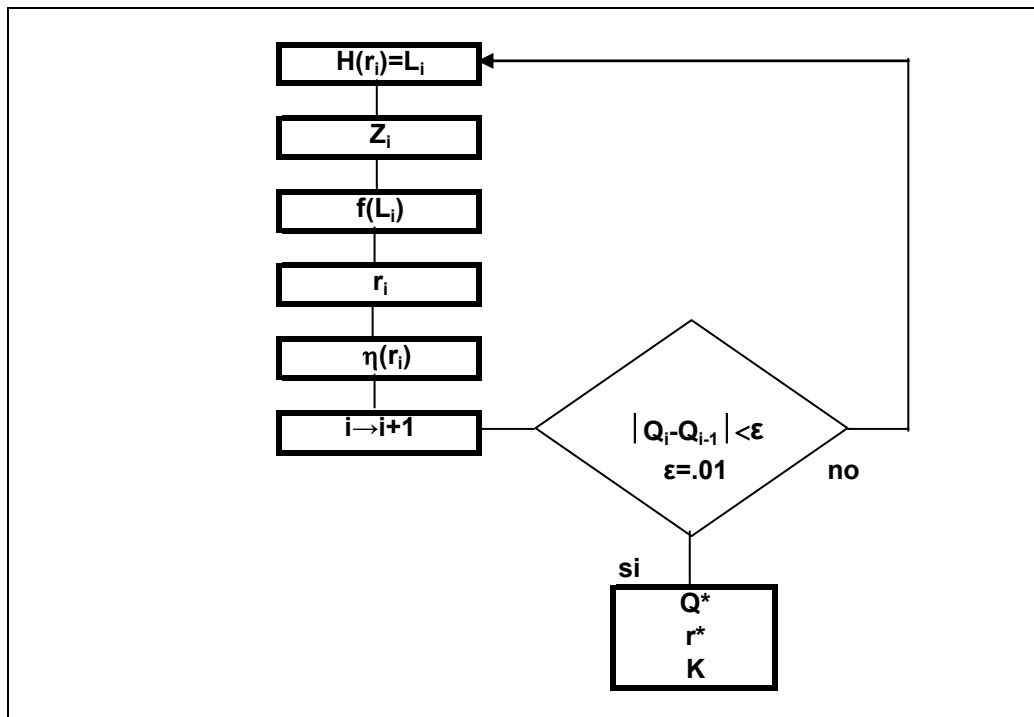 H(rᵢ)=Lᵢ
Zᵢ
f(Lᵢ)
rᵢ
η(rᵢ)
i→i+1
|Qᵢ-Qᵢ₋₁|<ε
ε=.01
no
si
Q*
r*
K